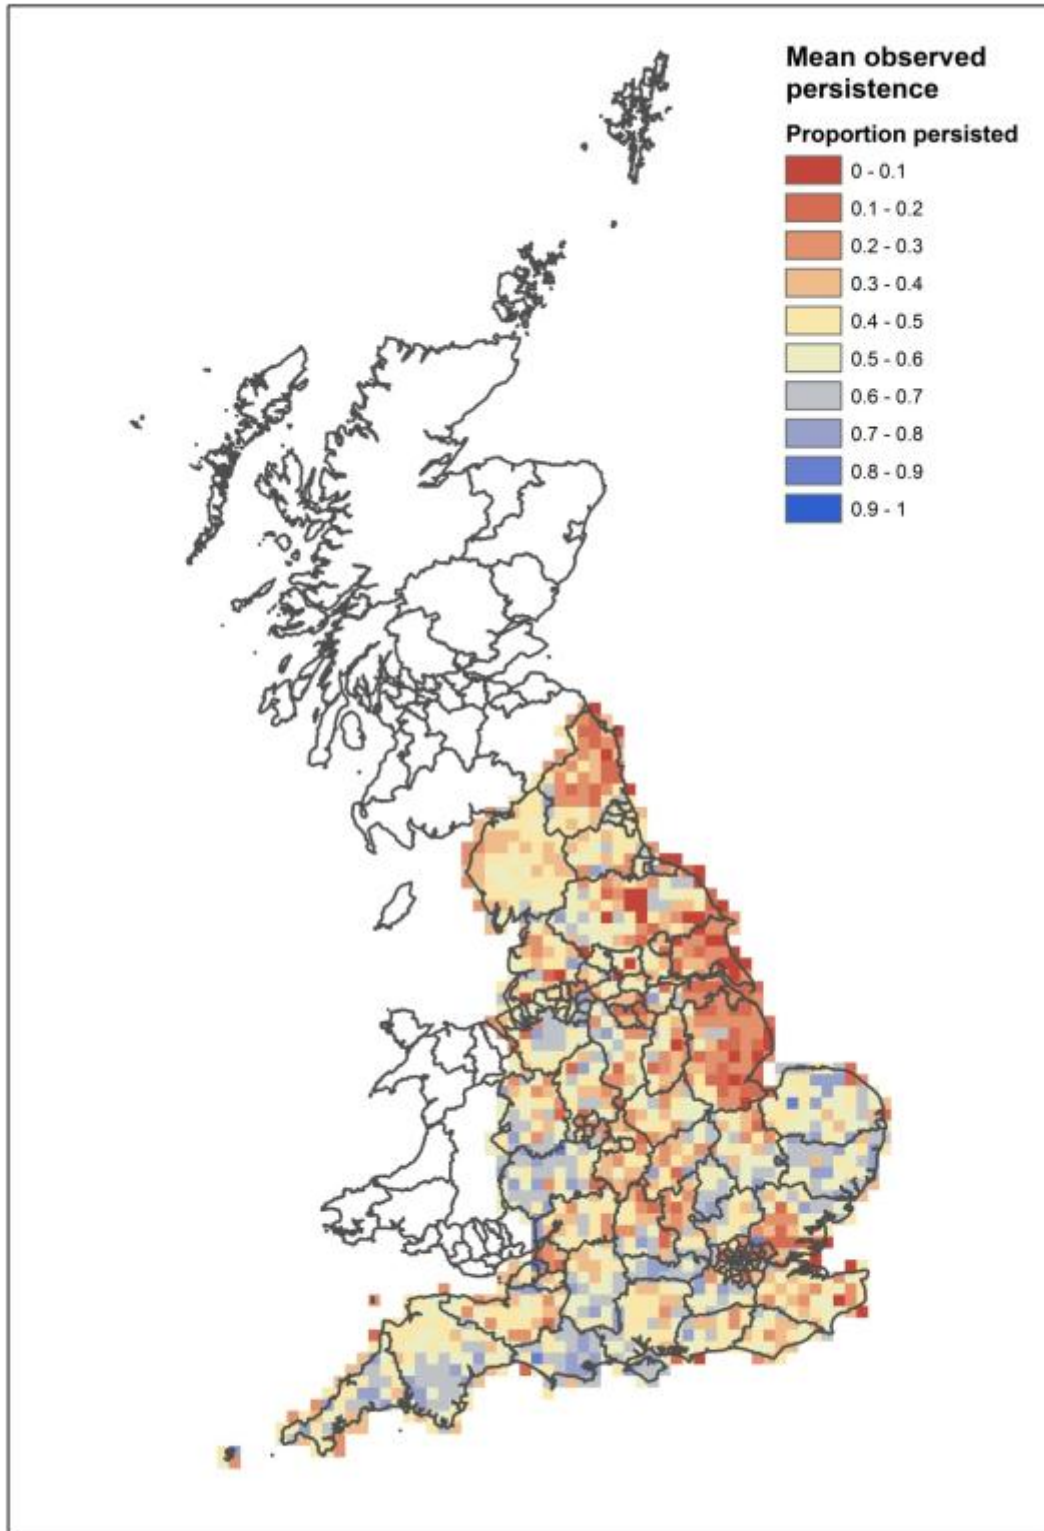 Mean observed
persistence
Proportion persisted
0 - 0.1
0.1 - 0.2
0.2 - 0.3
0.3 - 0.4
0.4 - 0.5
0.5 - 0.6
0.6 - 0.7
0.7 - 0.8
0.8 - 0.9
0.9 - 1